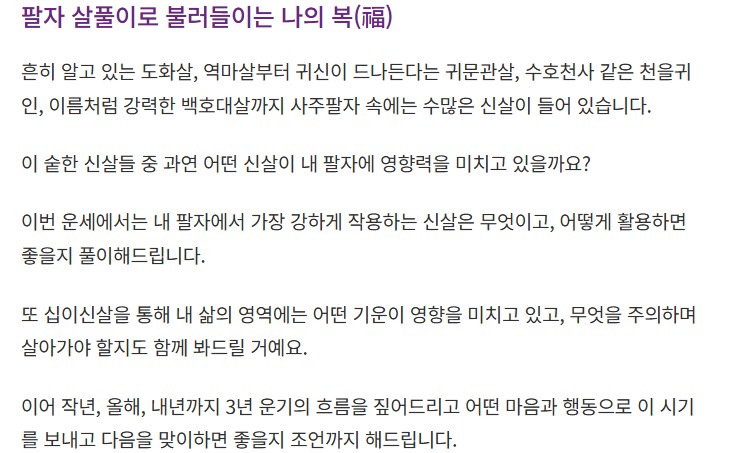 팔자 살풀이로 불러들이는 나의 복(福)
흔히 알고 있는 도화살, 역마살부터 귀신이 드나든다는 귀문관살, 수호천사 같은 천을귀
인, 이름처럼 강력한 백호대살까지 사주팔자 속에는 수많은 신살이 들어 있습니다.
이 숱한 신살들 중 과연 어떤 신살이 내 팔자에 영향력을 미치고 있을까요?
이번 운세에서는 내 팔자에서 가장 강하게 작용하는 신살은 무엇이고, 어떻게 활용하면
좋을지 풀이해드립니다.
또 십이신살을 통해 내 삶의 영역에는 어떤 기운이 영향을 미치고 있고, 무엇을 주의하며
살아가야 할지도 함께 봐드릴 거예요.
이어 작년, 올해, 내년까지 3년 운기의 흐름을 짚어드리고 어떤 마음과 행동으로 이 시기
를 보내고 다음을 맞이하면 좋을지 조언까지 해드립니다.